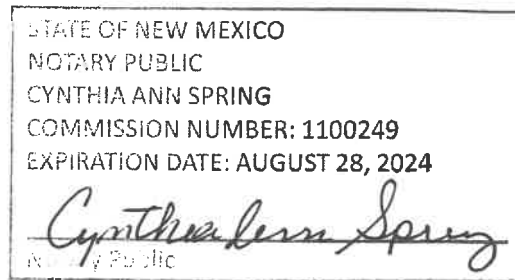 STATE OF NEW MEXICO
NOTARY PUBLIC
CYNTHIA ANN SPRING
COMMISSION NUMBER: 1100249
EXPIRATION DATE: AUGUST 28, 2024
Cynthia Ann Spring
Notary Public